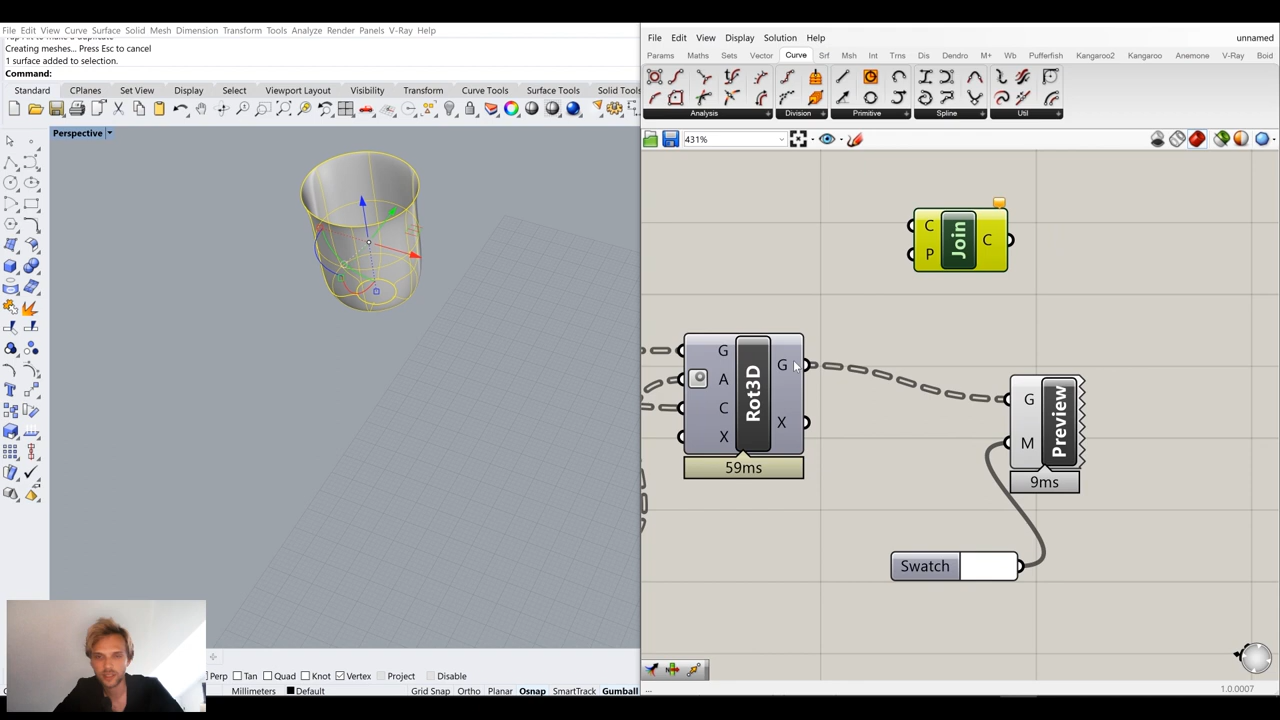 File Edit View Curve Surface Solid Mesh Dimension Transform Tools Analyze Render Panels V-Ray Help
Creating meshes... Press Esc to cancel
1 surface added to selection.
Command:
Standard CPlanes Set View Display Select Viewport Layout Visibility Transform Curve Tools Surface Tools Solid Tools
Perspective
Perp Tan Quad Knot Vertex Project Disable
Millimeters Default Grid Snap Ortho Planar Osnap SmartTrack Gumball
File Edit View Display Solution Help unnamed
Params Maths Sets Vector Curve Srf Msh Int Trns Dis Dendro M+ Wb Pufferfish Kangaroo2 Kangaroo Anemone V-Ray Boid
Analysis Division Primitive Spline Util
431%
C P Join C
G A C X Rot3D G X
59ms
G M Preview
9ms
Swatch
... 1.0.0007